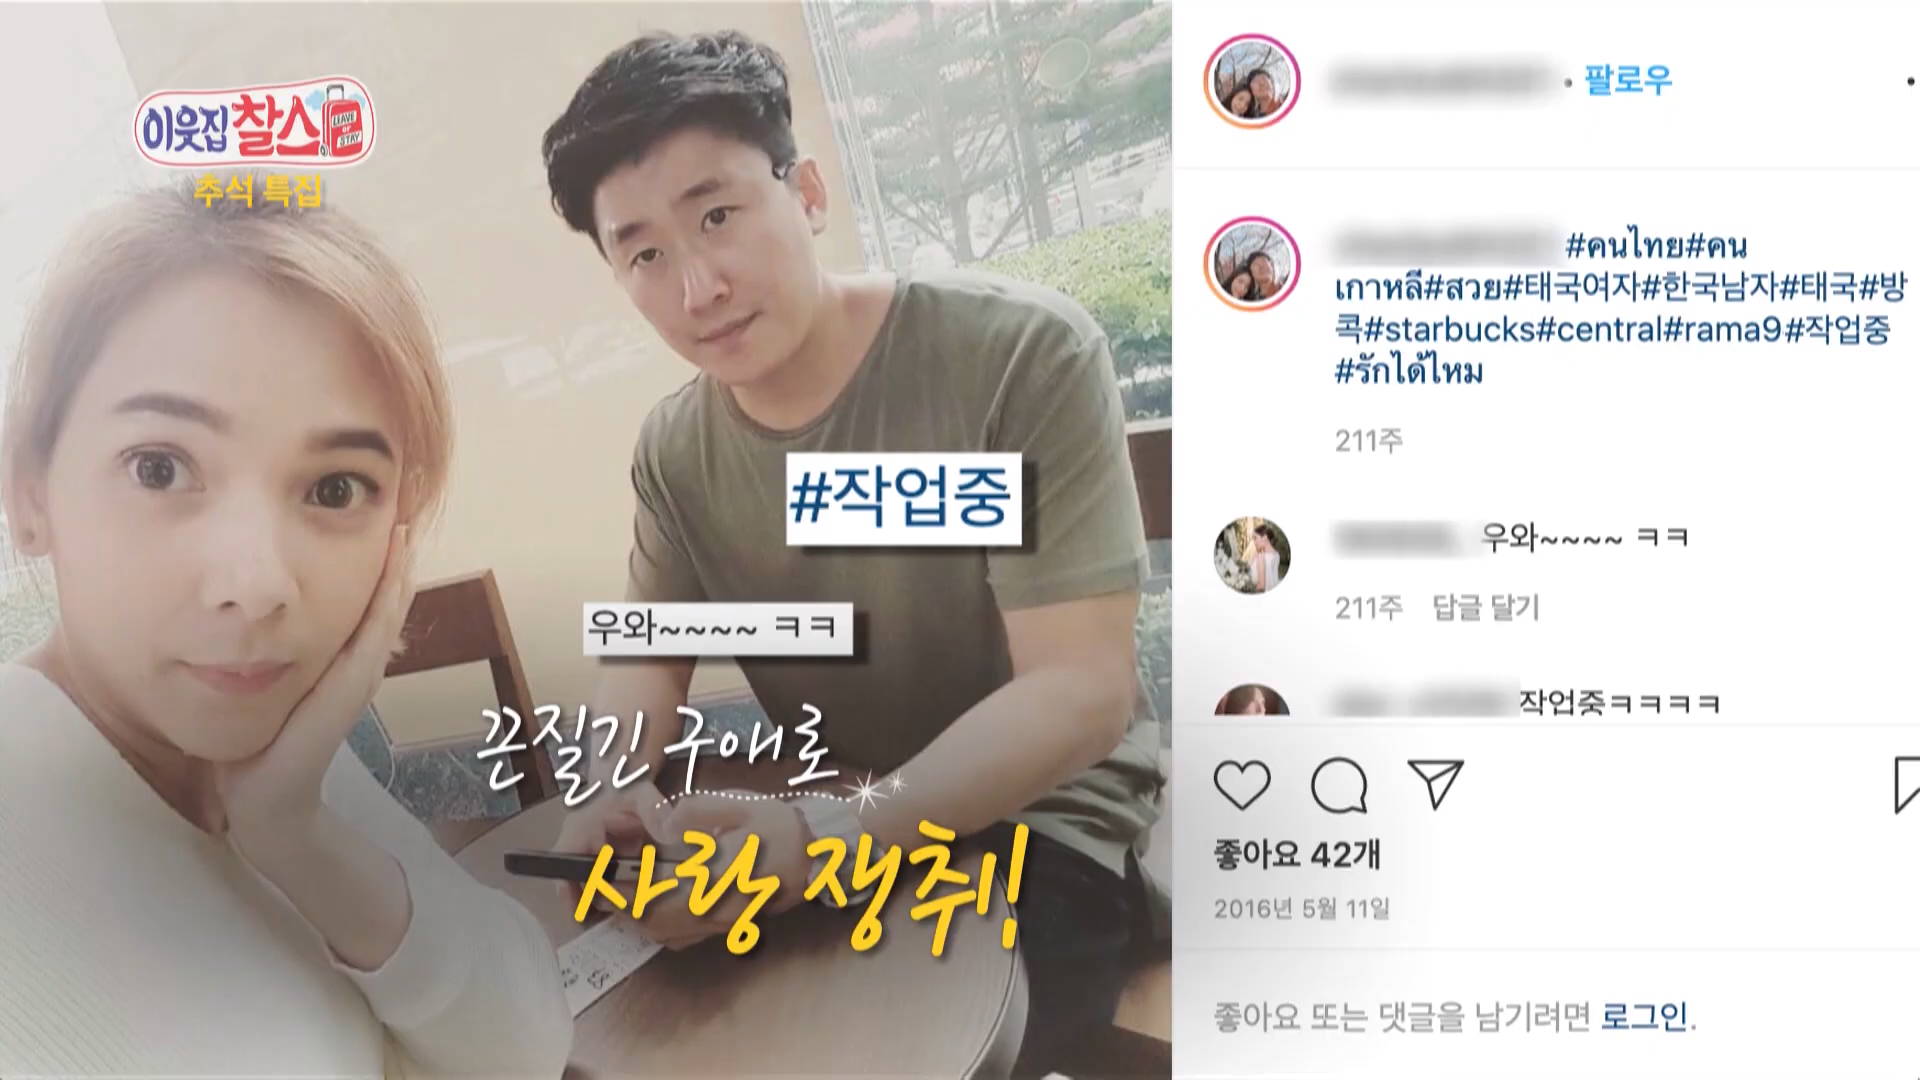 이웃집 찰스
LEAVE
or
STAY
추석 특집
#작업중
우와~~~~ ㅋㅋ
끈질긴 구애로
사랑 쟁취!
• 팔로우
#คนไทย#คน
เกาหลี#สวย#태국여자#한국남자#태국#방
콕#starbucks#central#rama9#작업중
#รักได้ไหม
211주
우와~~~~ ㅋㅋ
211주 답글 달기
작업중ㅋㅋㅋㅋ
좋아요 42개
2016년 5월 11일
좋아요 또는 댓글을 남기려면 로그인.